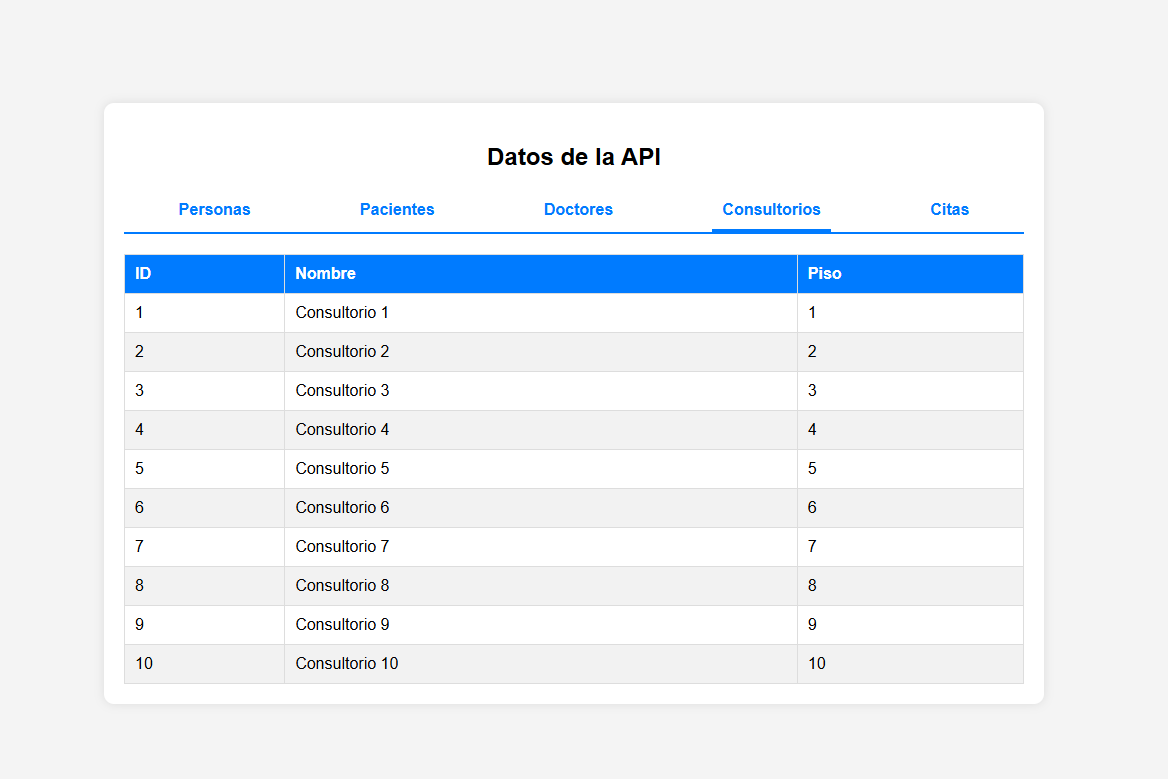 Datos de la API
Personas Pacientes Doctores Consultorios Citas
ID Nombre Piso
1 Consultorio 1 1
2 Consultorio 2 2
3 Consultorio 3 3
4 Consultorio 4 4
5 Consultorio 5 5
6 Consultorio 6 6
7 Consultorio 7 7
8 Consultorio 8 8
9 Consultorio 9 9
10 Consultorio 10 10